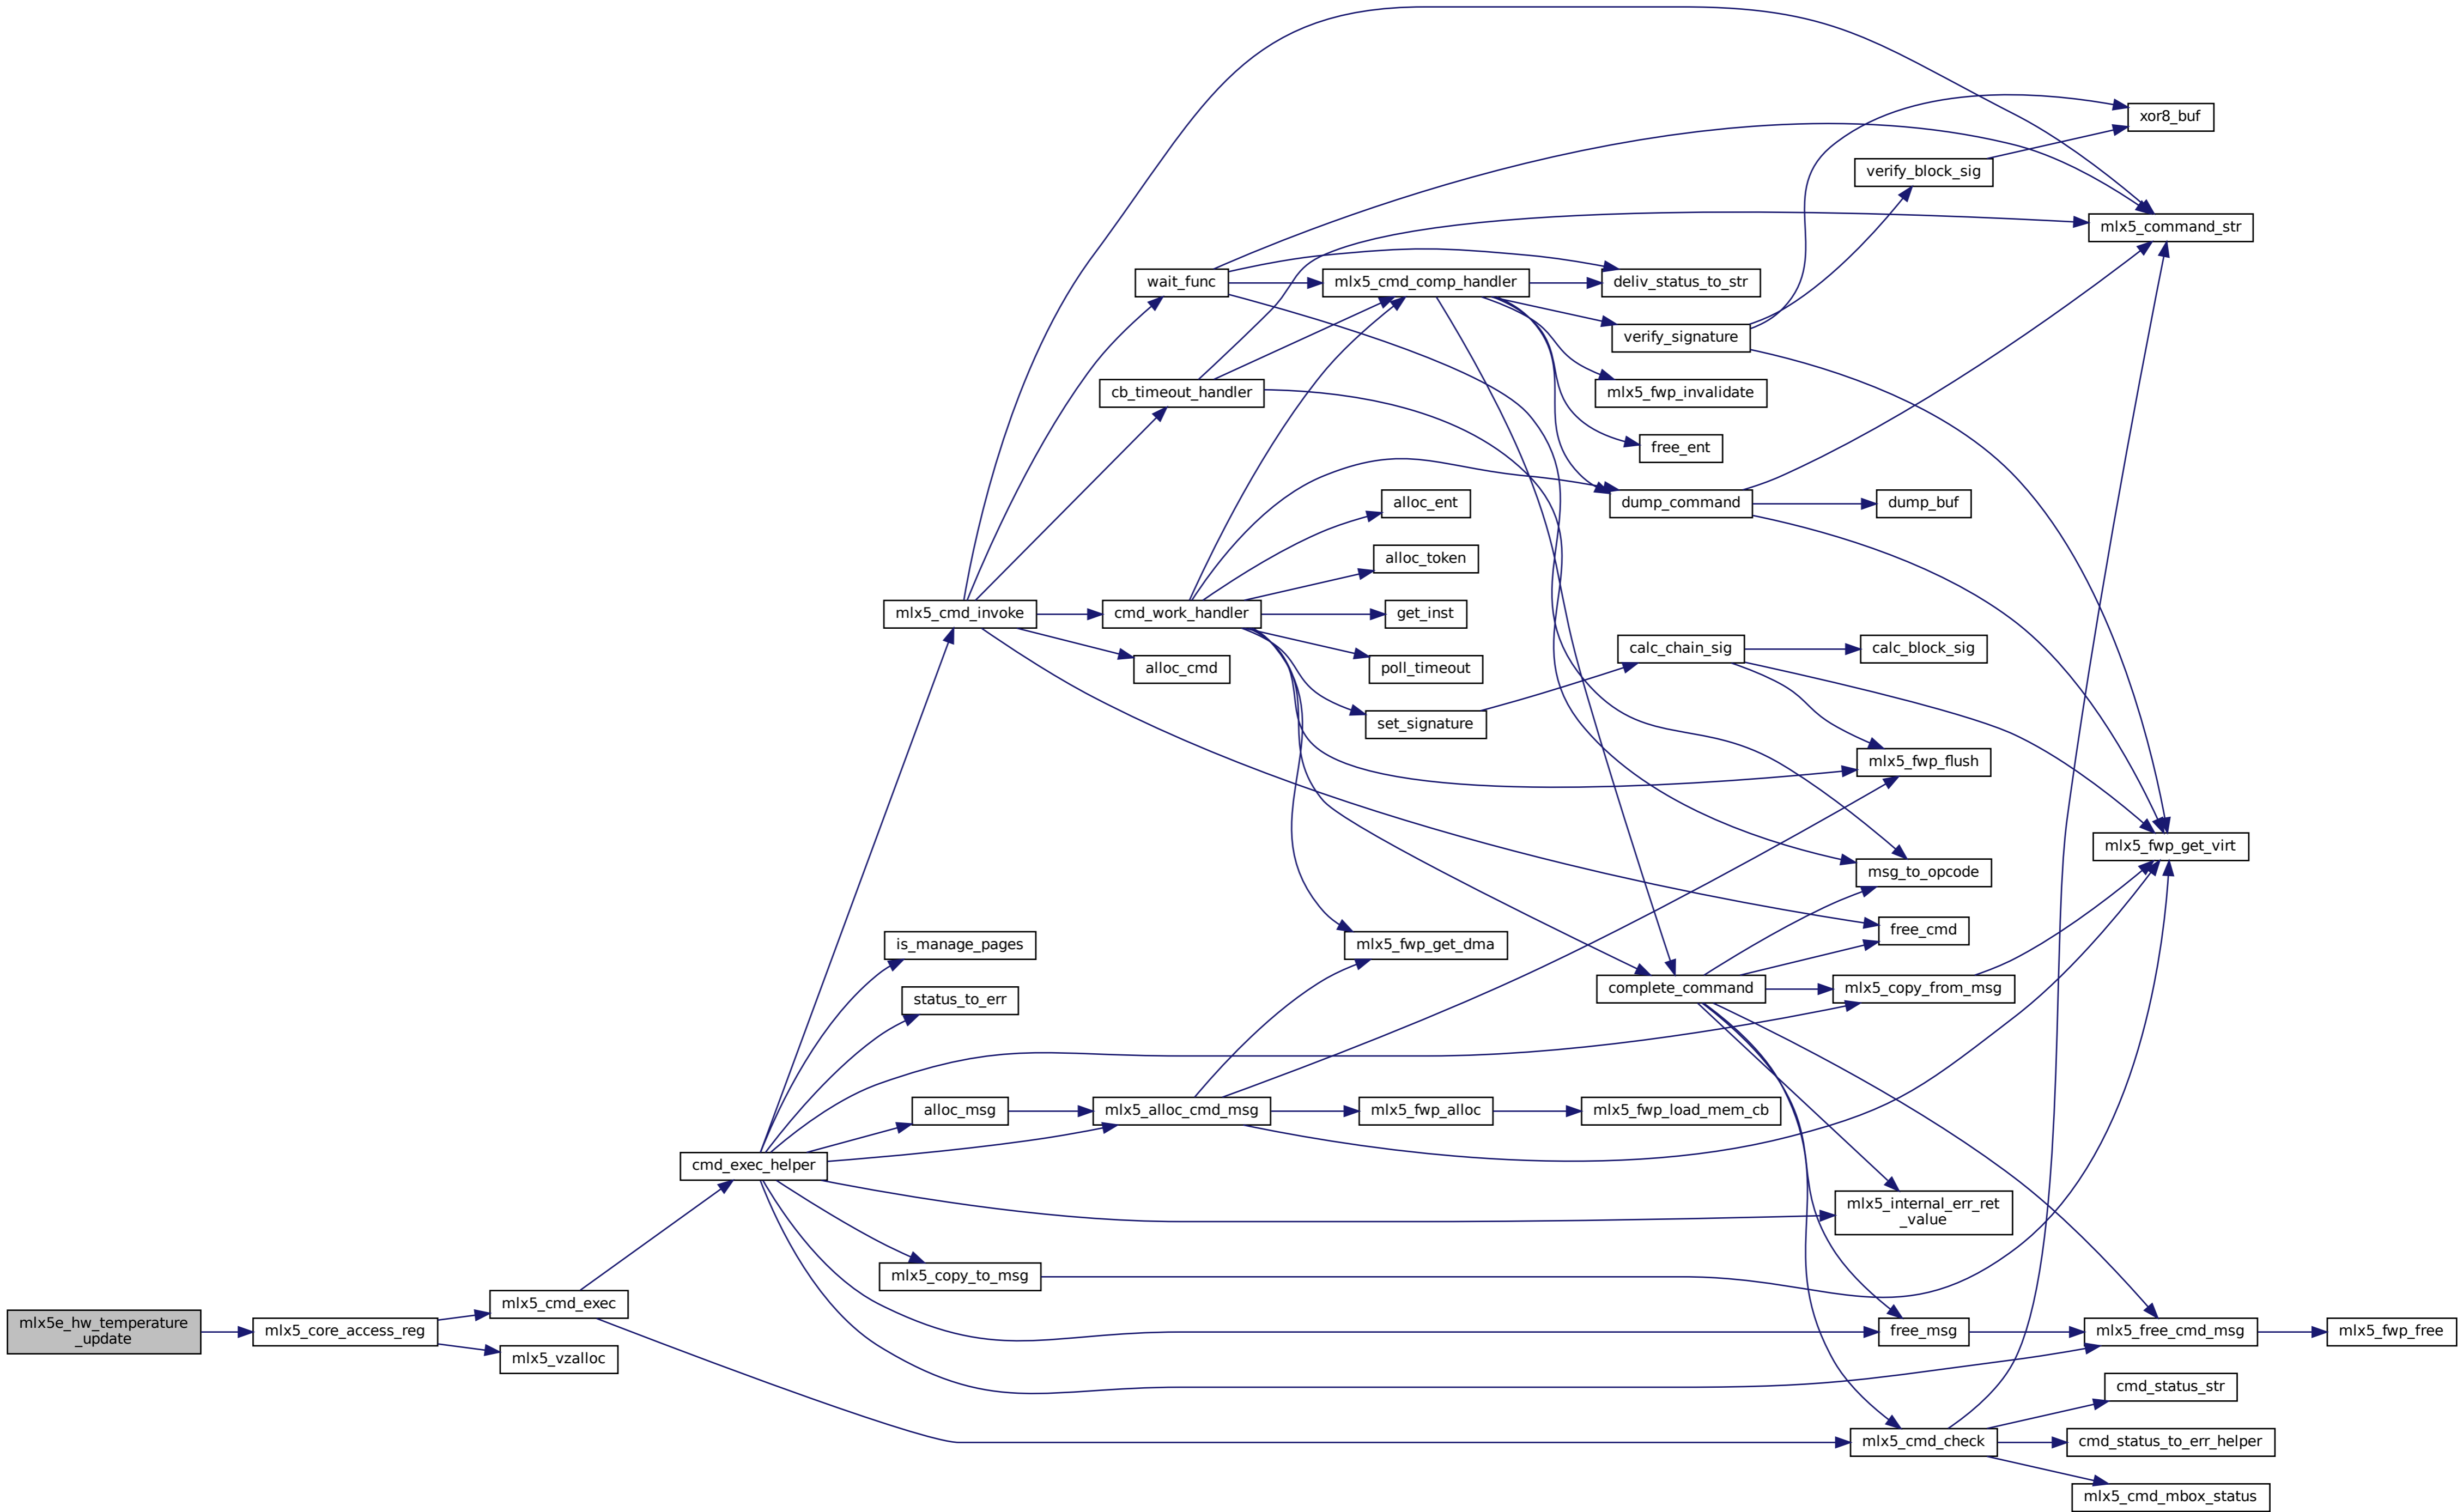 xor8_buf
verify_block_sig
mlx5_command_str
wait_func
mlx5_cmd_comp_handler
deliv_status_to_str
verify_signature
cb_timeout_handler
mlx5_fwp_invalidate
free_ent
alloc_ent
dump_command
dump_buf
alloc_token
mlx5_cmd_invoke
cmd_work_handler
get_inst
alloc_cmd
poll_timeout
calc_chain_sig
calc_block_sig
set_signature
mlx5_fwp_flush
mlx5_fwp_get_virt
msg_to_opcode
is_manage_pages
mlx5_fwp_get_dma
free_cmd
status_to_err
complete_command
mlx5_copy_from_msg
alloc_msg
mlx5_alloc_cmd_msg
mlx5_fwp_alloc
mlx5_fwp_load_mem_cb
cmd_exec_helper
mlx5_internal_err_ret
_value
mlx5_copy_to_msg
mlx5_cmd_exec
mlx5e_hw_temperature
_update
mlx5_core_access_reg
mlx5_vzalloc
free_msg
mlx5_free_cmd_msg
mlx5_fwp_free
cmd_status_str
mlx5_cmd_check
cmd_status_to_err_helper
mlx5_cmd_mbox_status